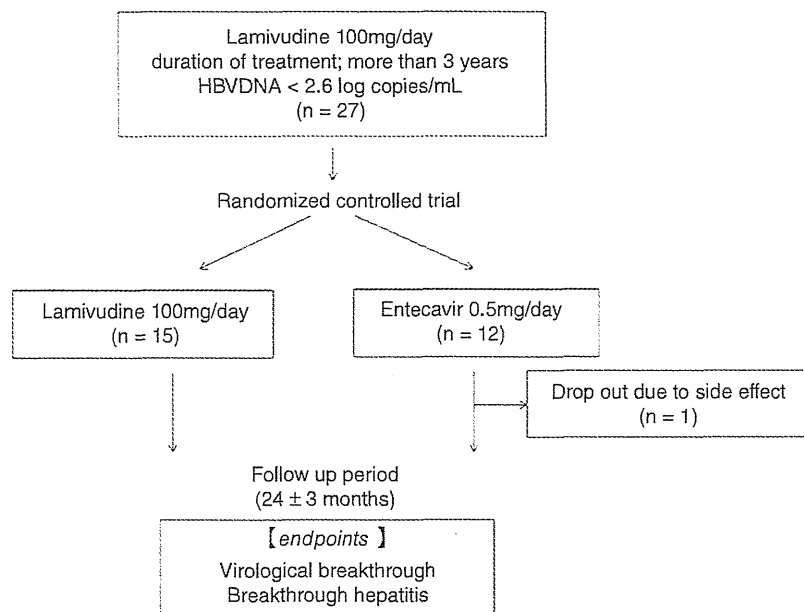 Lamivudine 100mg/day
duration of treatment; more than 3 years
HBVDNA < 2.6 log copies/mL
(n = 27)
Randomized controlled trial
Lamivudine 100mg/day
(n = 15)
Entecavir 0.5mg/day
(n = 12)
Drop out due to side effect
(n = 1)
Follow up period
(24 ± 3 months)
【endpoints 】
Virological breakthrough
Breakthrough hepatitis